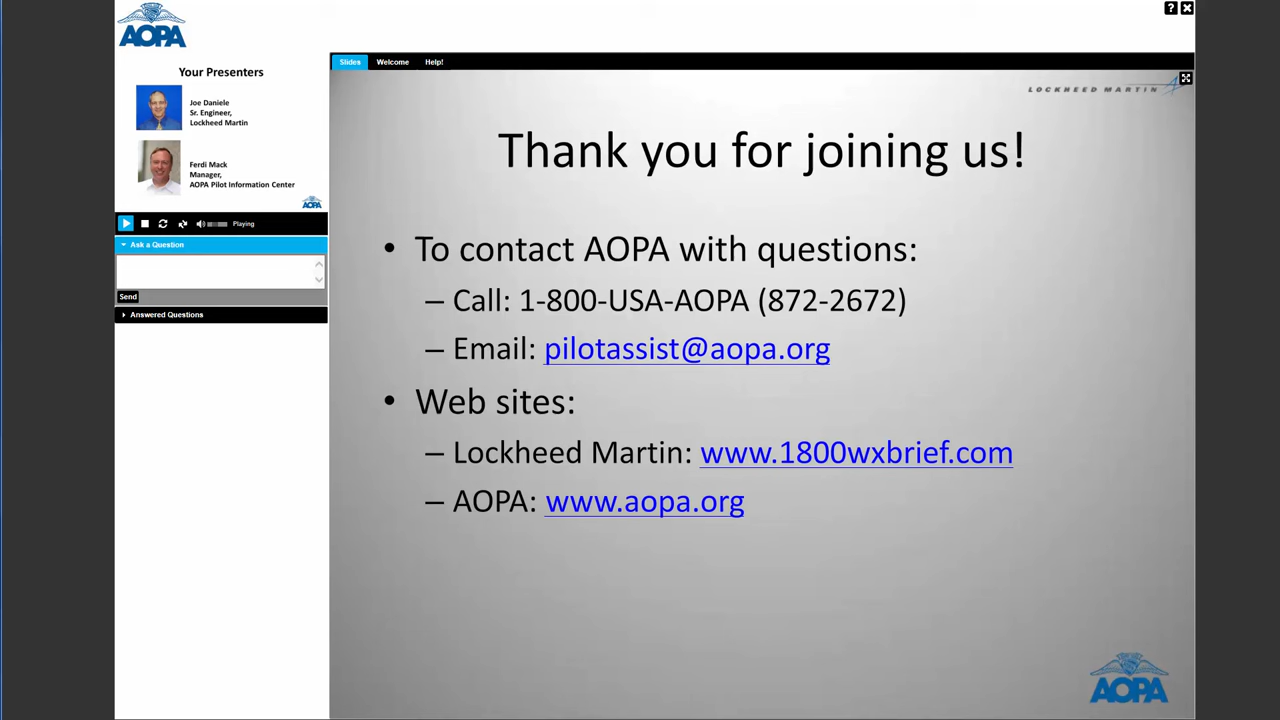 AOPA
Your Presenters
Joe Daniele
Sr. Engineer,
Lockheed Martin
Ferdi Mack
Manager,
AOPA Pilot Information Center
Playing
Ask a Question
Send
Answered Questions
? x
Slides Welcome Help!
LOCKHEED MARTIN
Thank you for joining us!
• To contact AOPA with questions:
– Call: 1-800-USA-AOPA (872-2672)
– Email: pilotassist@aopa.org
• Web sites:
– Lockheed Martin: www.1800wxbrief.com
– AOPA: www.aopa.org
AOPA